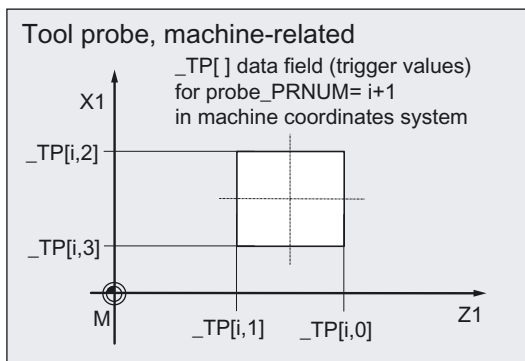 Tool probe, machine-related
_TP[ ] data field (trigger values)
for probe_PRNUM= i+1
in machine coordinates system
X1
_TP[i,2]
_TP[i,3]
M
_TP[i,1]
_TP[i,0]
Z1